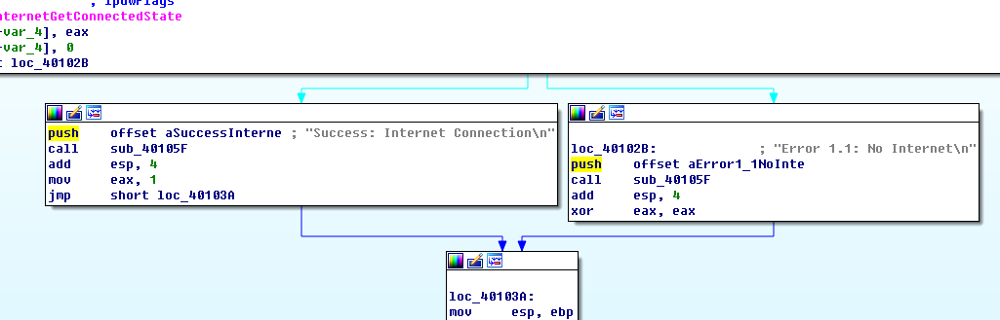 , lpdwFlags
nternetGetConnectedState
-var_4], eax
-var_4], 0
loc_40102B
push offset aSuccessInterne ; "Success: Internet Connection\n"
call sub_40105F
add esp, 4
mov eax, 1
jmp short loc_40103A
loc_40102B: ; "Error 1.1: No Internet\n"
push offset aError1_1NoInte
call sub_40105F
add esp, 4
xor eax, eax
loc_40103A:
mov esp, ebp